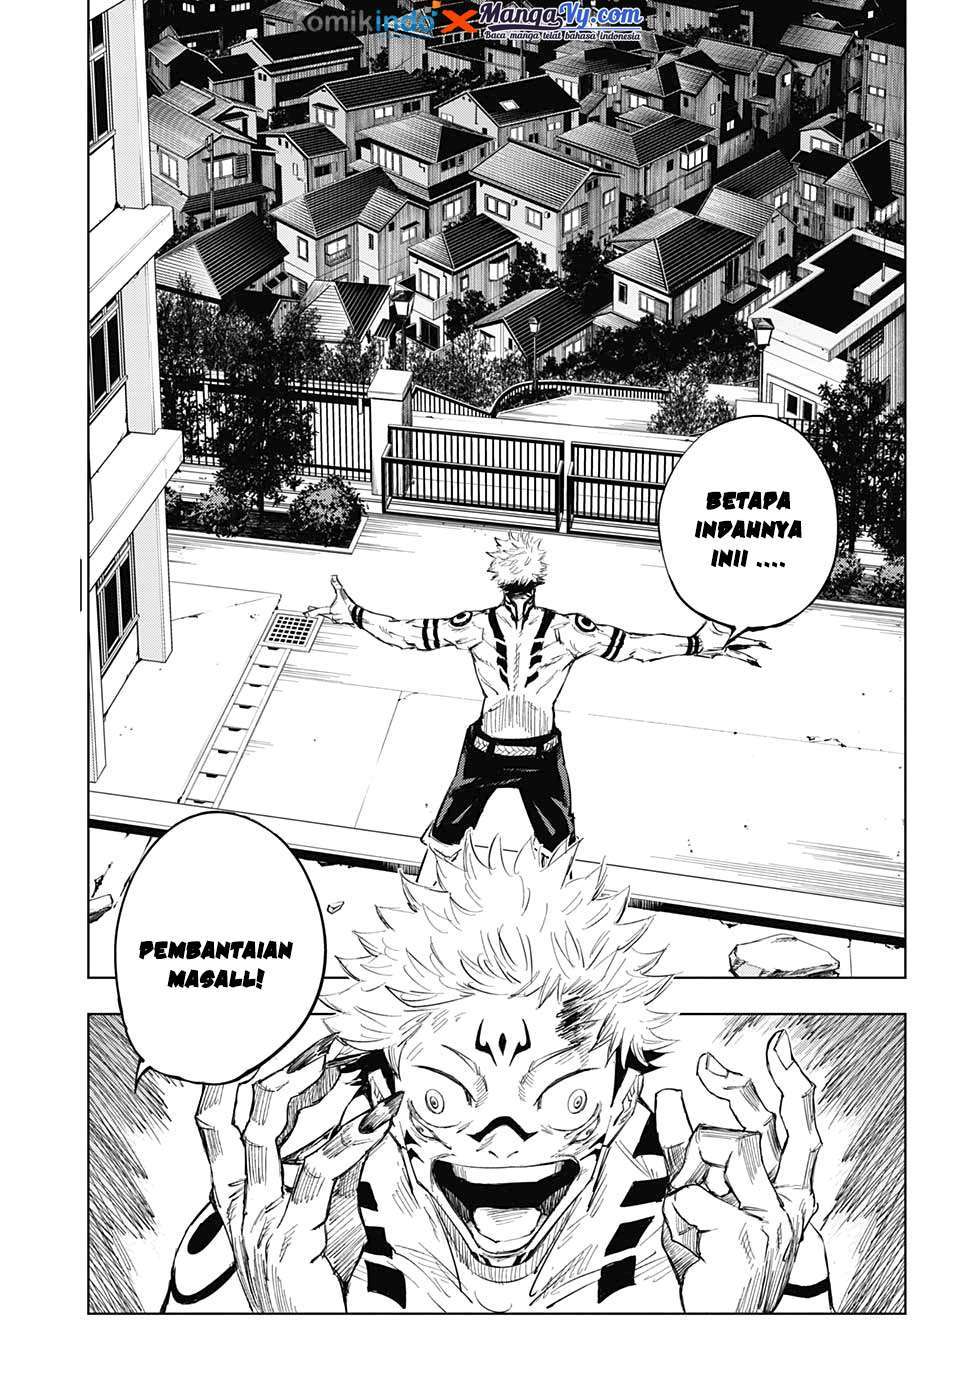 komikindo X MangaVy.com
Baca manga telat bahasa indonesia
BETAPA
INDAHNYA
INII ....
PEMBANTAIAN
MASALL!